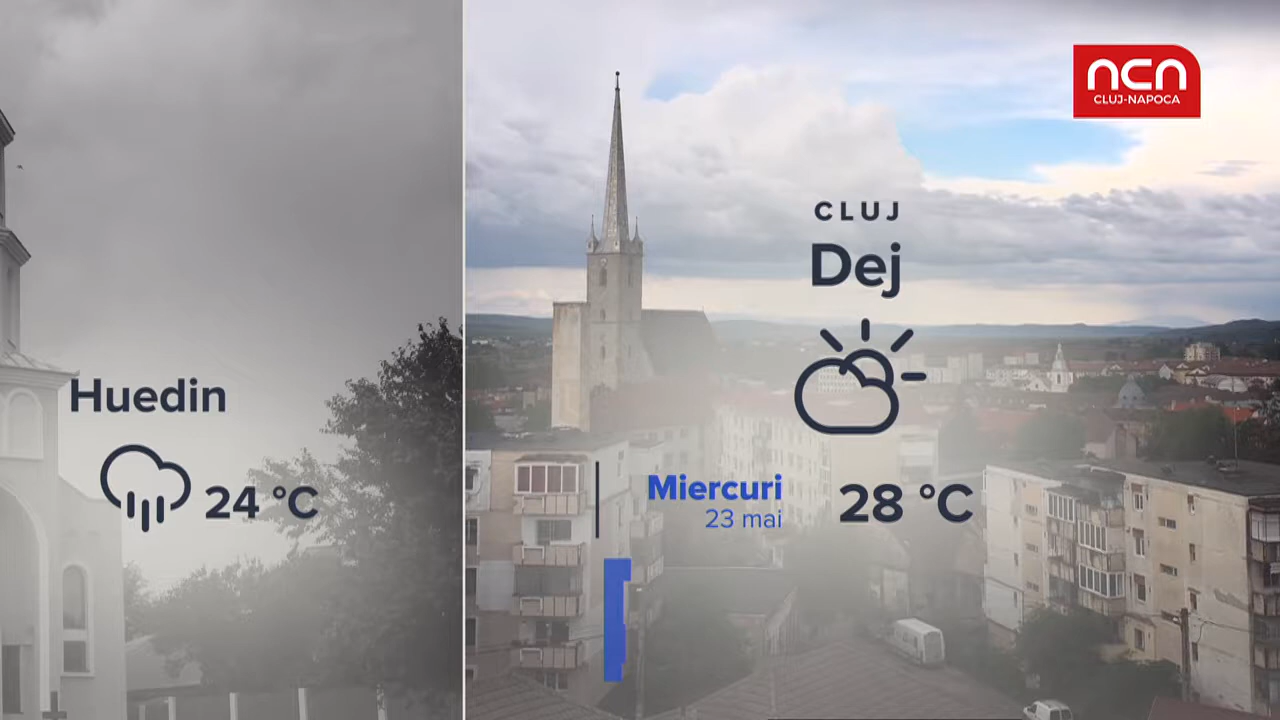 Huedin
24 °C
ncn
CLUJ-NAPOCA
CLUJ
Dej
Miercuri
23 mai
28 °C